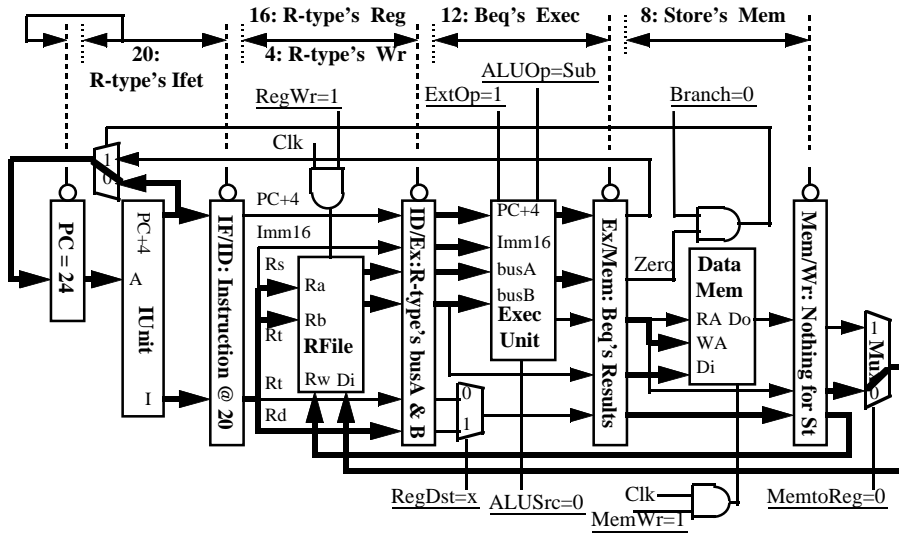 16: R-type's Reg
12: Beq's Exec
8: Store's Mem
20:
R-type's Ifet
4: R-type's Wr
ALUOp=Sub
RegWr=1
ExtOp=1
Branch=0
Clk
1
0
PC = 24
PC+4
A
IUnit
I
IF/ID: Instruction @ 20
PC+4
Imm16
Rs
Rt
Ra
Rb
RFile
Rw Di
Rt
Rd
ID/Ex:R-type's busA & B
0
1
PC+4
Imm16
busA
busB
Exec
Unit
Ex/Mem: Beq's Results
Zero
Data
Mem
RA Do
WA
Di
Mem/Wr: Nothing for St
1
Mux
0
RegDst=x
ALUSrc=0
Clk
MemWr=1
MemtoReg=0